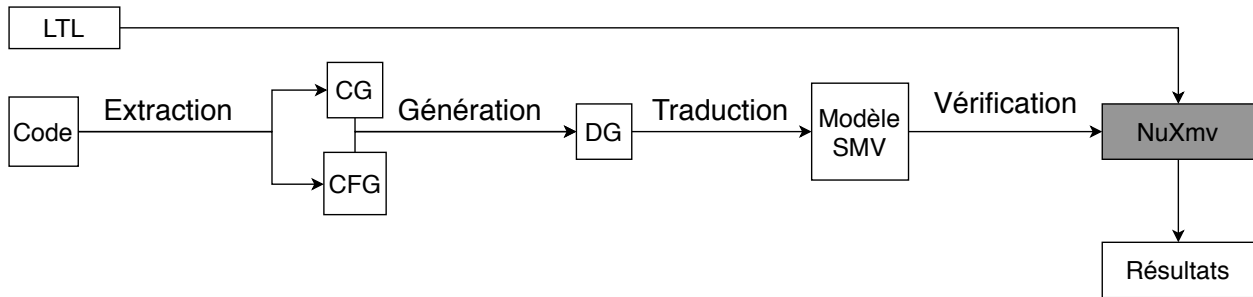 LTL
Code
Extraction
CG
CFG
Génération
DG
Traduction
Modèle
SMV
Vérification
NuXmv
Résultats